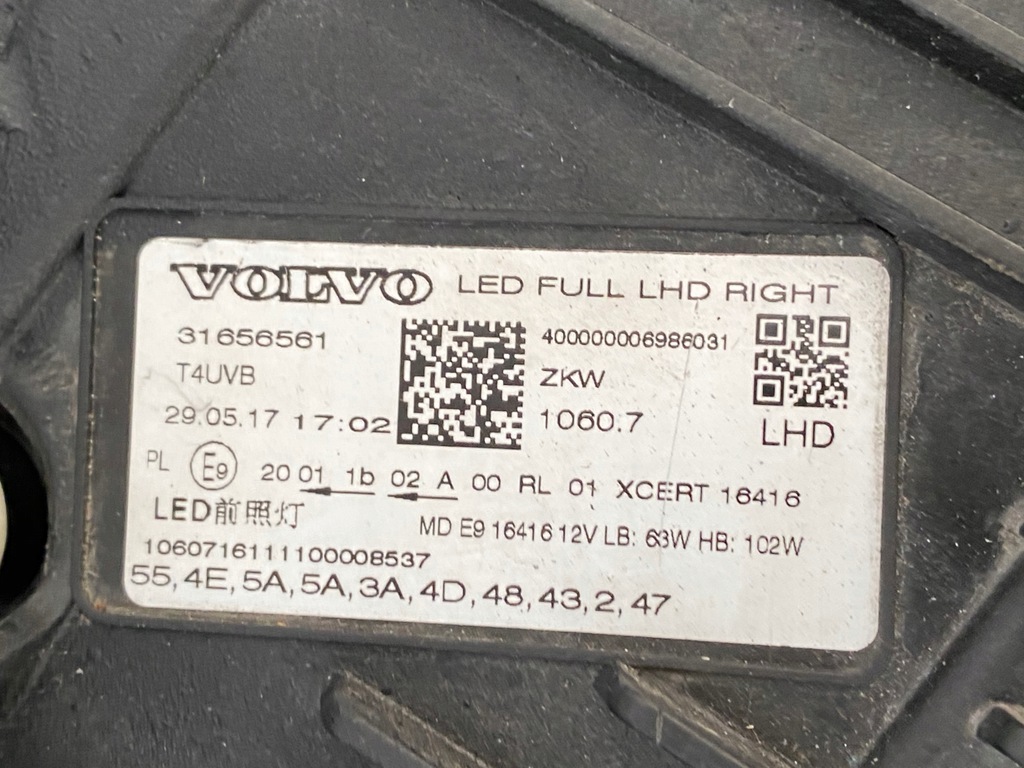 VOLVO LED FULL LHD RIGHT
31656561 400000006986031
T4UVB ZKW
29.05.17 17:02 1060.7
LHD
PL E9 20 01 1b 02 A 00 RL 01 XCERT 16416
LED前照灯 MD E9 16416 12V LB: 63W HB: 102W
1060716111100008537
55,4E,5A,5A,3A,4D,48,43,2,47